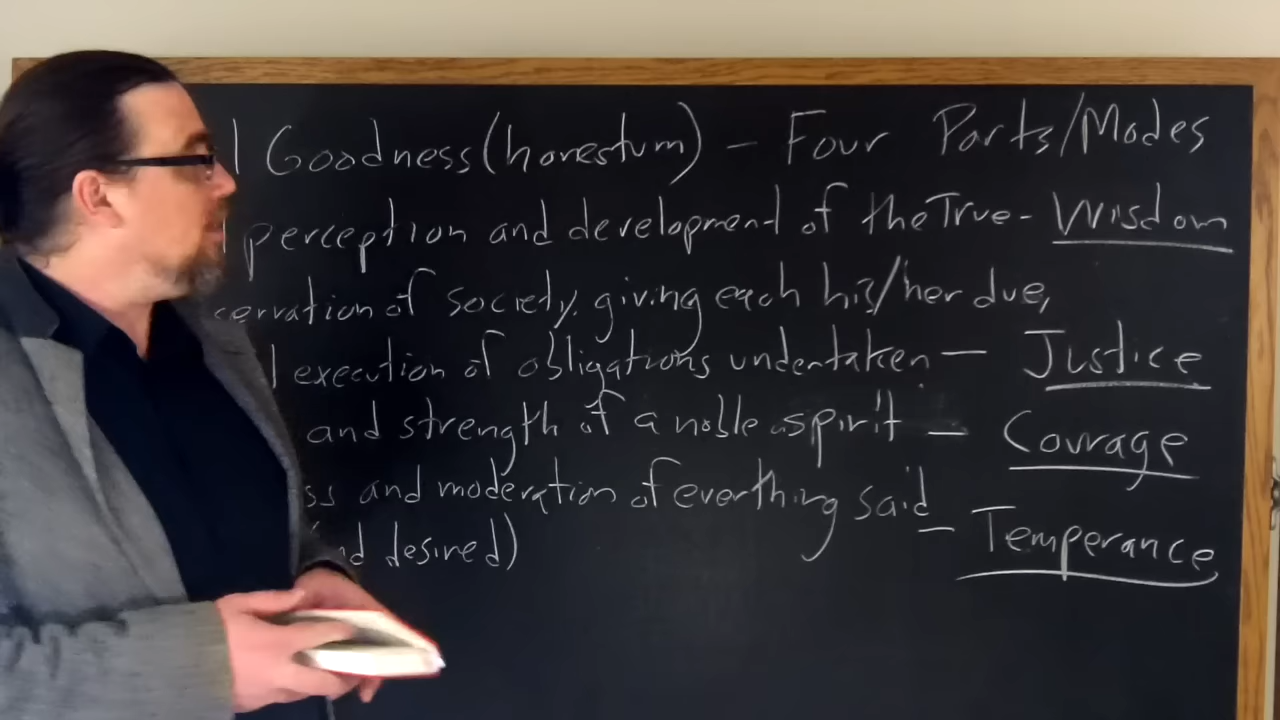 l Goodness (honestum) - Four Parts/Modes
l perception and development of the True - Wisdom
servation of society, giving each his/her due,
l execution of obligations undertaken - Justice
and strength of a noble spirit - Courage
ss and moderation of everthing said - Temperance
nd desired)